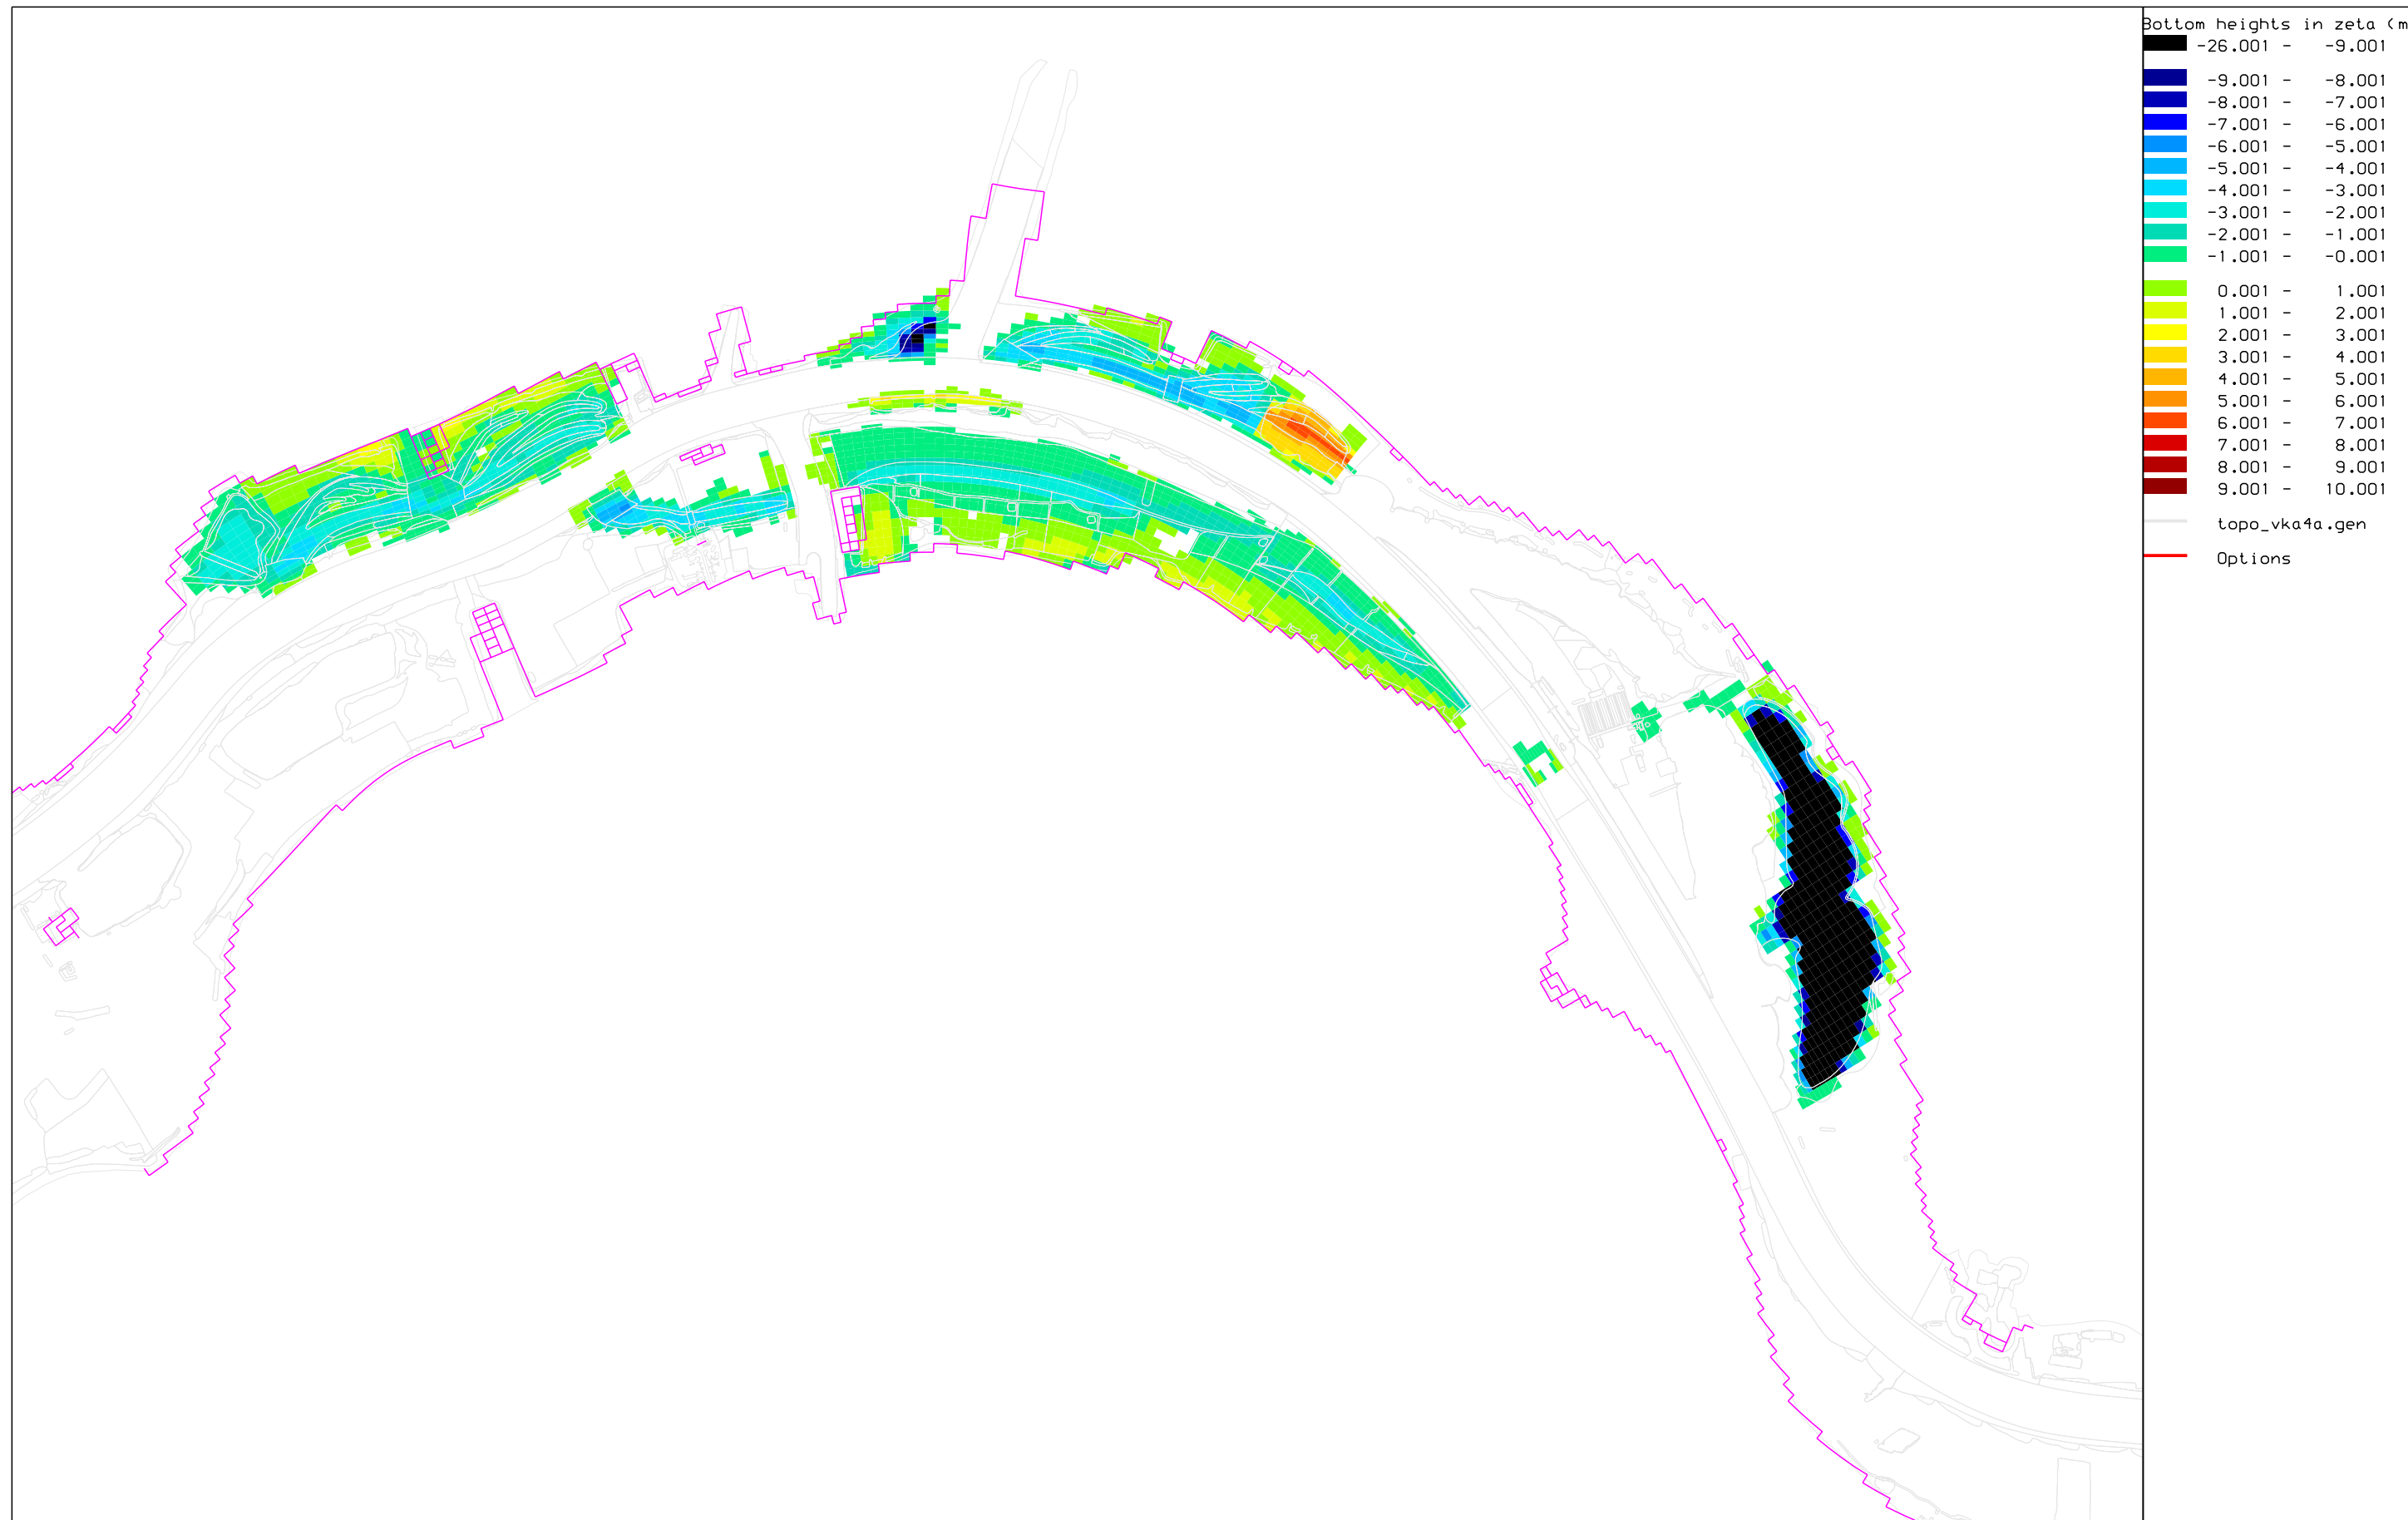 Bottom heights in zeta (m
-26.001 - -9.001
-9.001 - -8.001
-8.001 - -7.001
-7.001 - -6.001
-6.001 - -5.001
-5.001 - -4.001
-4.001 - -3.001
-3.001 - -2.001
-2.001 - -1.001
-1.001 - -0.001
0.001 - 1.001
1.001 - 2.001
2.001 - 3.001
3.001 - 4.001
4.001 - 5.001
5.001 - 6.001
6.001 - 7.001
7.001 - 8.001
8.001 - 9.001
9.001 - 10.001
topo_vka4a.gen
Options